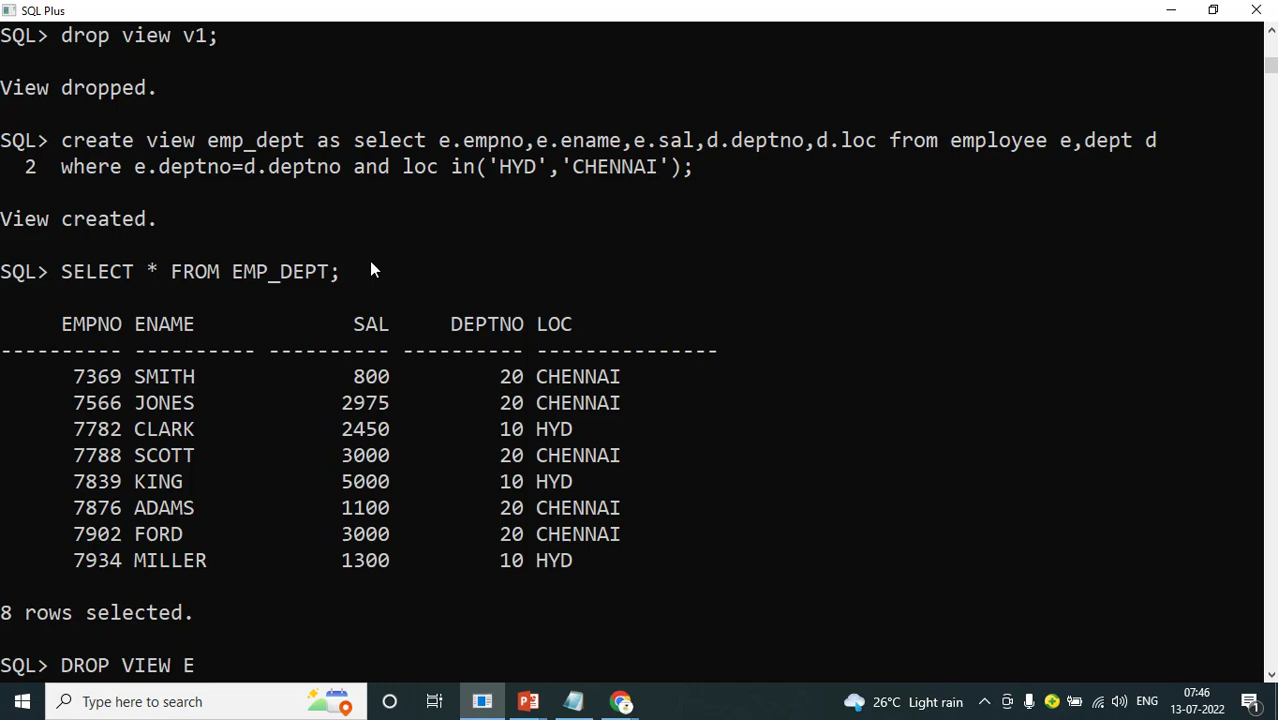 SQL Plus
SQL> drop view v1;
View dropped.
SQL> create view emp_dept as select e.empno,e.ename,e.sal,d.deptno,d.loc from employee e,dept d
2 where e.deptno=d.deptno and loc in('HYD','CHENNAI');
View created.
SQL> SELECT * FROM EMP_DEPT;
EMPNO ENAME SAL DEPTNO LOC
---------- ---------- ---------- ---------- ---------------
7369 SMITH 800 20 CHENNAI
7566 JONES 2975 20 CHENNAI
7782 CLARK 2450 10 HYD
7788 SCOTT 3000 20 CHENNAI
7839 KING 5000 10 HYD
7876 ADAMS 1100 20 CHENNAI
7902 FORD 3000 20 CHENNAI
7934 MILLER 1300 10 HYD
8 rows selected.
SQL> DROP VIEW E
Type here to search
26°C Light rain
ENG
07:46
13-07-2022
1